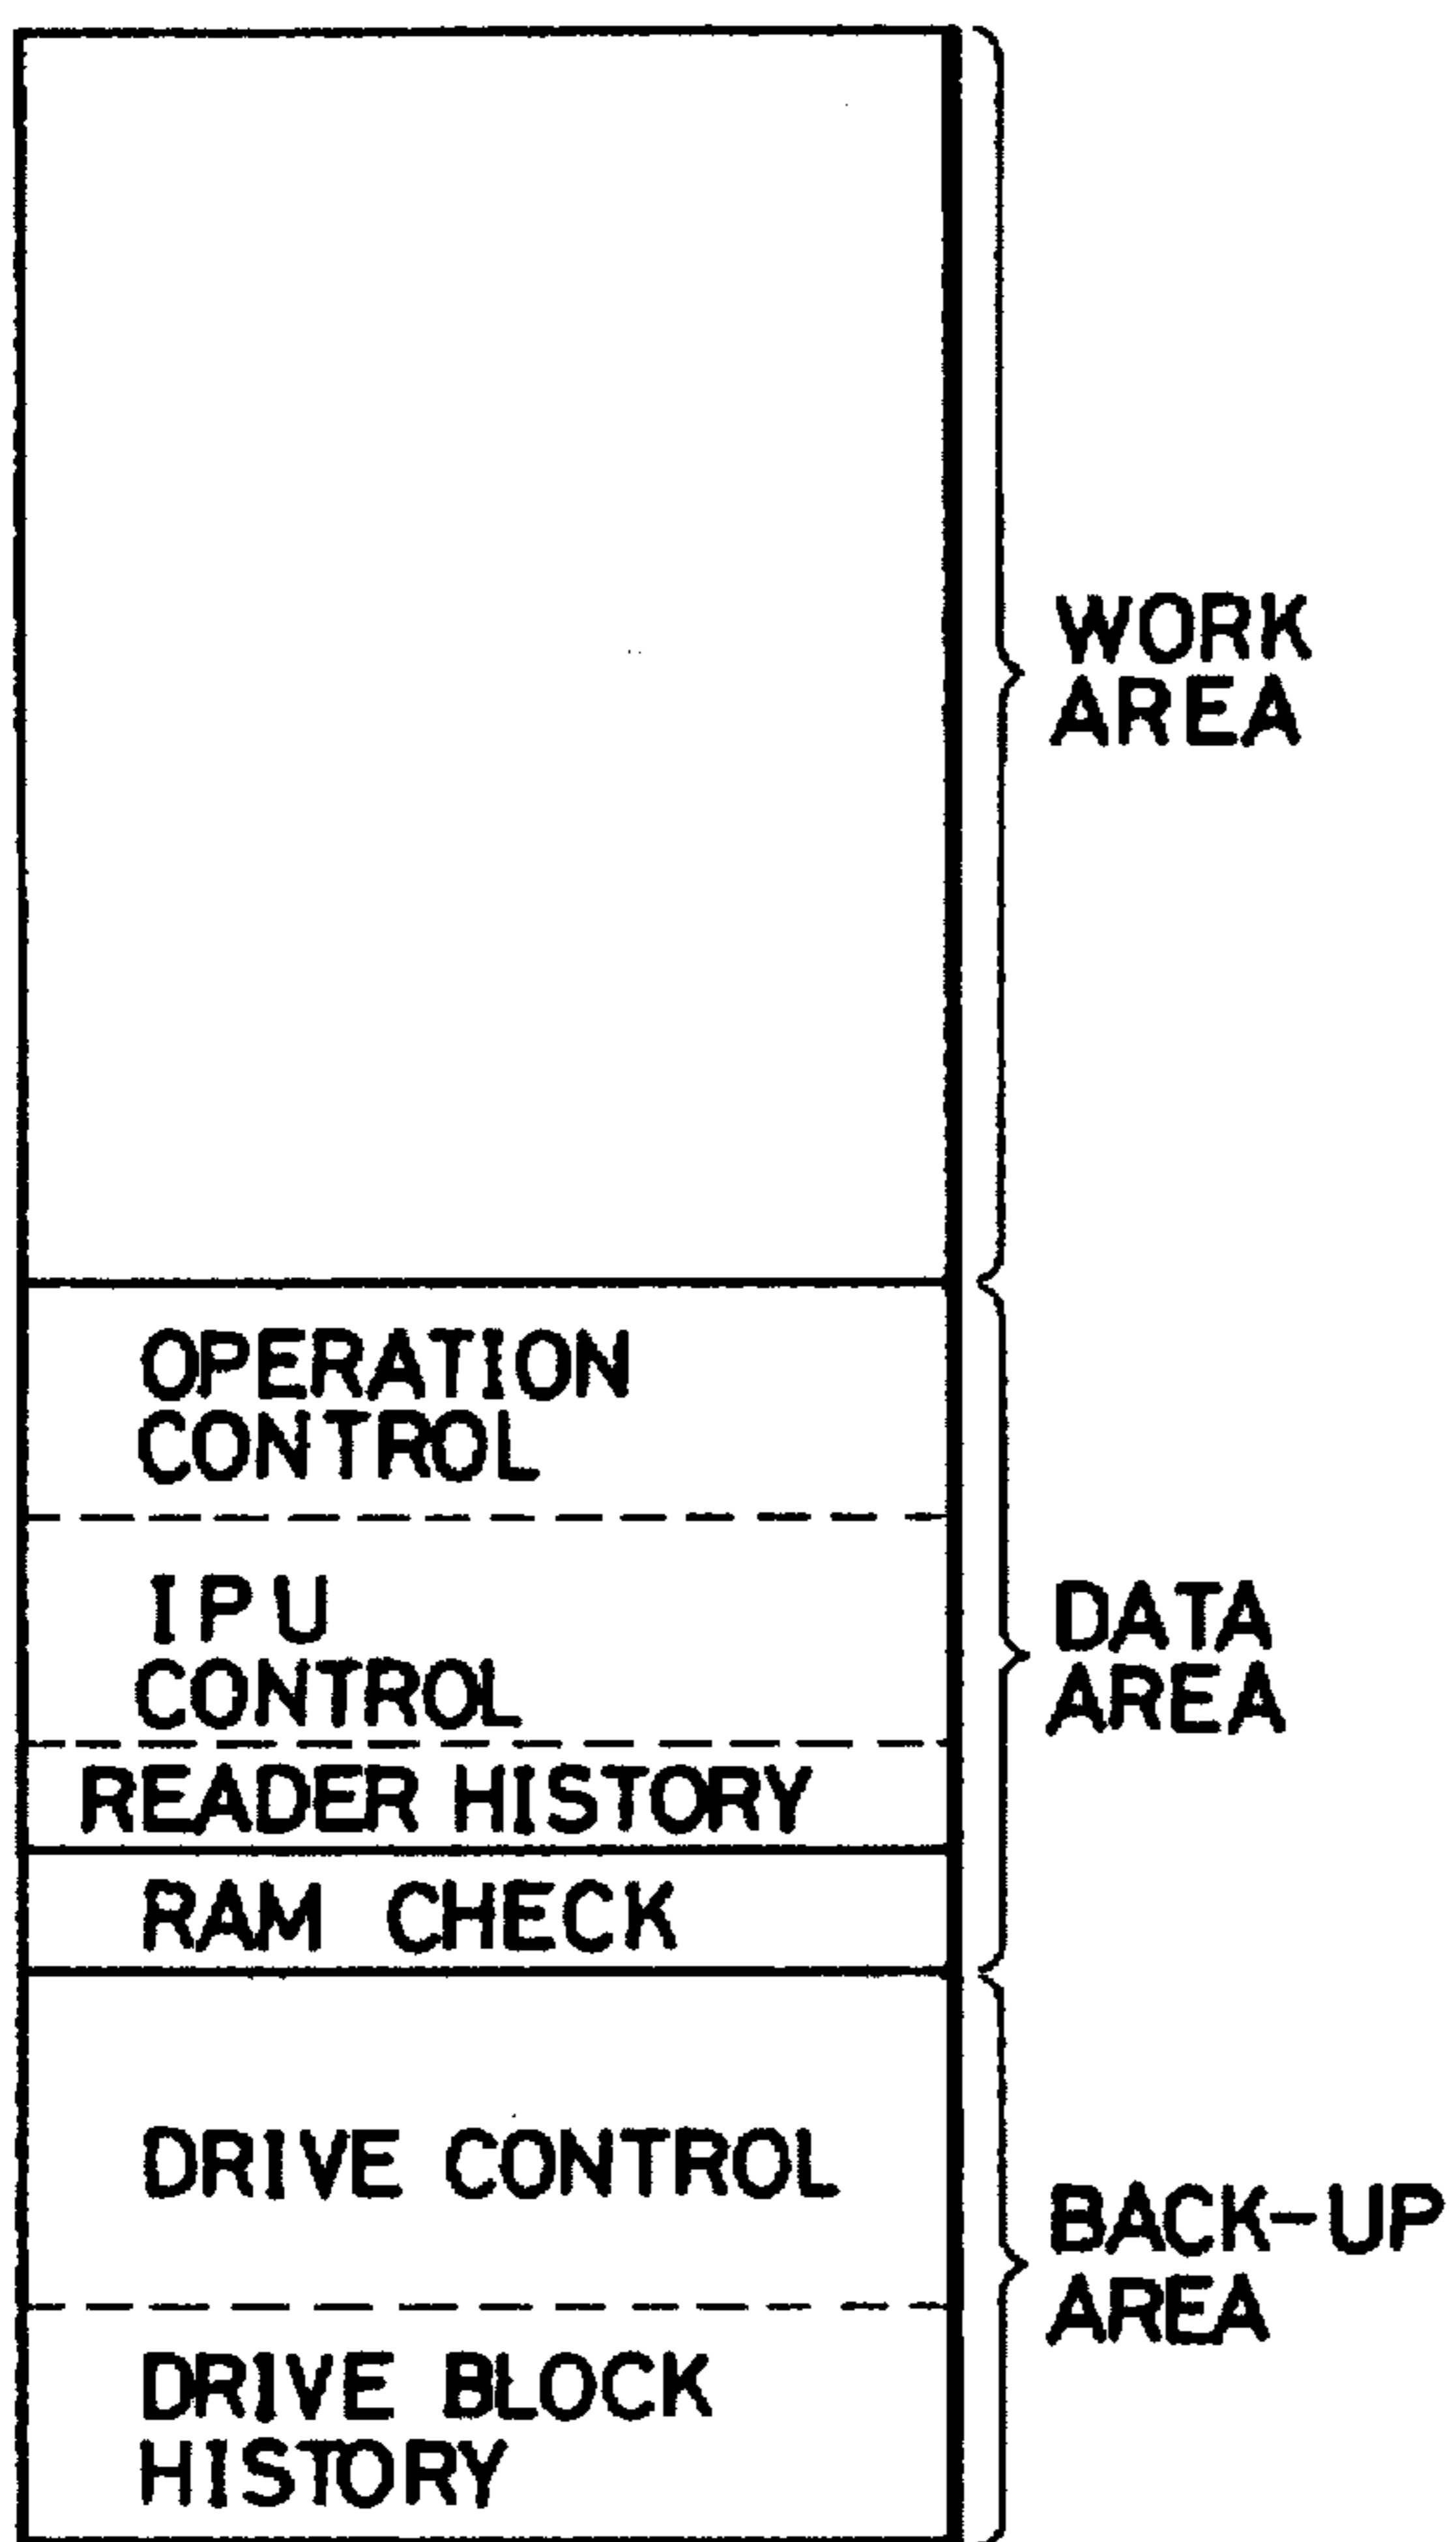 WORK
AREA
OPERATION
CONTROL
IPU
CONTROL
READER HISTORY
RAM CHECK
DATA
AREA
DRIVE CONTROL
DRIVE BLOCK
HISTORY
BACK-UP
AREA